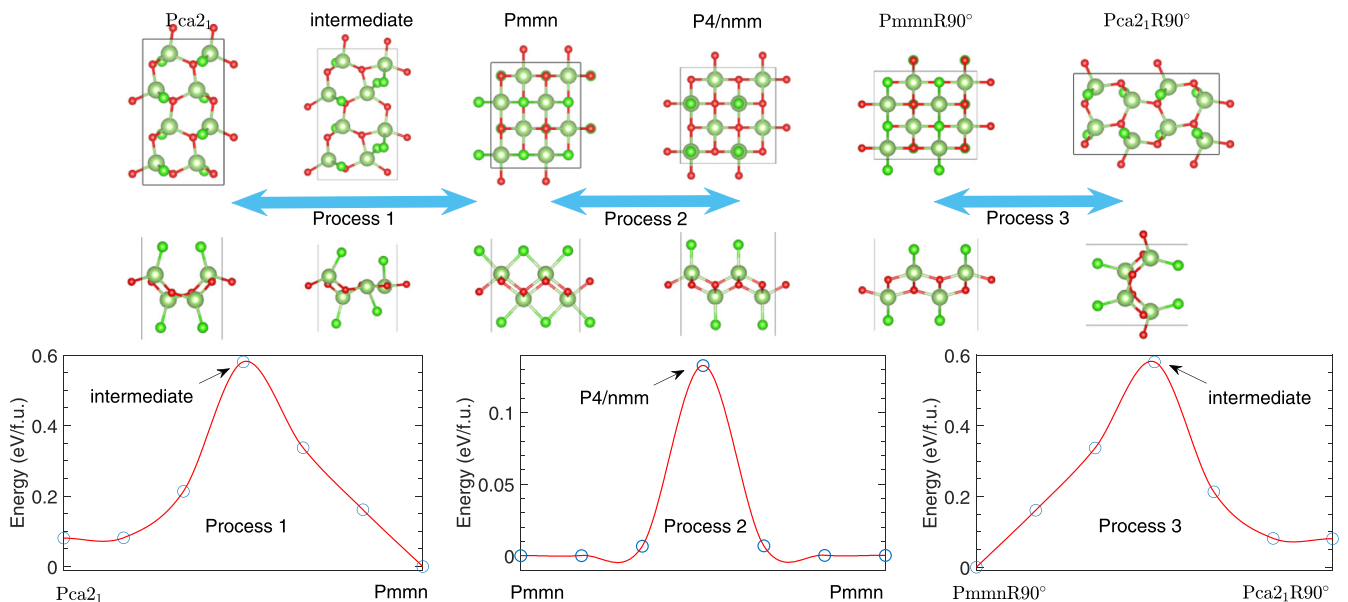 Pca2₁ intermediate Pmmn P4/nmm PmmnR90° Pca2₁R90°
Process 1 Process 2 Process 3
0.6
0.4
0.2
0
Energy (eV/f.u.)
intermediate
Process 1
Pca2₁ Pmmn
0.1
0.05
0
Energy (eV/f.u.)
P4/nmm
Process 2
Pmmn Pmmn
0.6
0.4
0.2
0
Energy (eV/f.u.)
intermediate
Process 3
PmmnR90° Pca2₁R90°